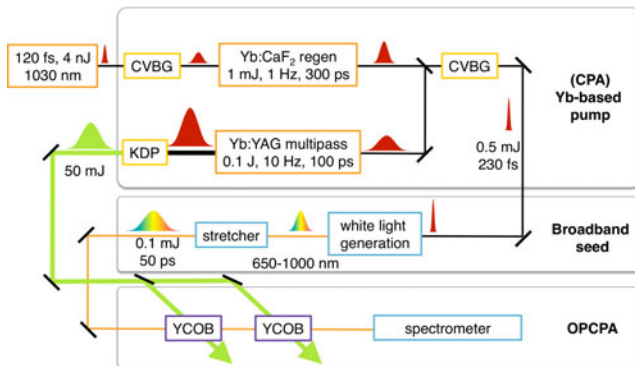 120 fs, 4 nJ
1030 nm
CVBG
Yb:CaF₂ regen
1 mJ, 1 Hz, 300 ps
CVBG
(CPA)
Yb-based
pump
KDP
Yb:YAG multipass
0.1 J, 10 Hz, 100 ps
0.5 mJ
230 fs
50 mJ
0.1 mJ
50 ps
stretcher
white light
generation
650-1000 nm
Broadband
seed
YCOB
YCOB
spectrometer
OPCPA